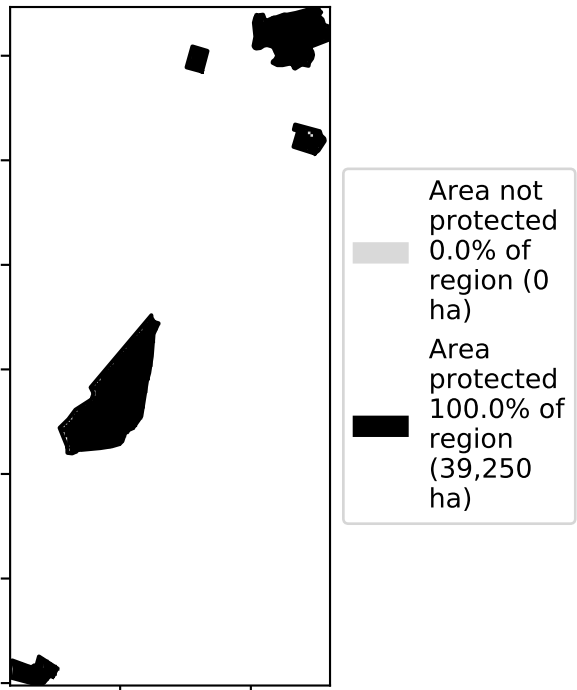 Area not
protected
0.0% of
region (0
ha)
Area
protected
100.0% of
region
(39,250
ha)